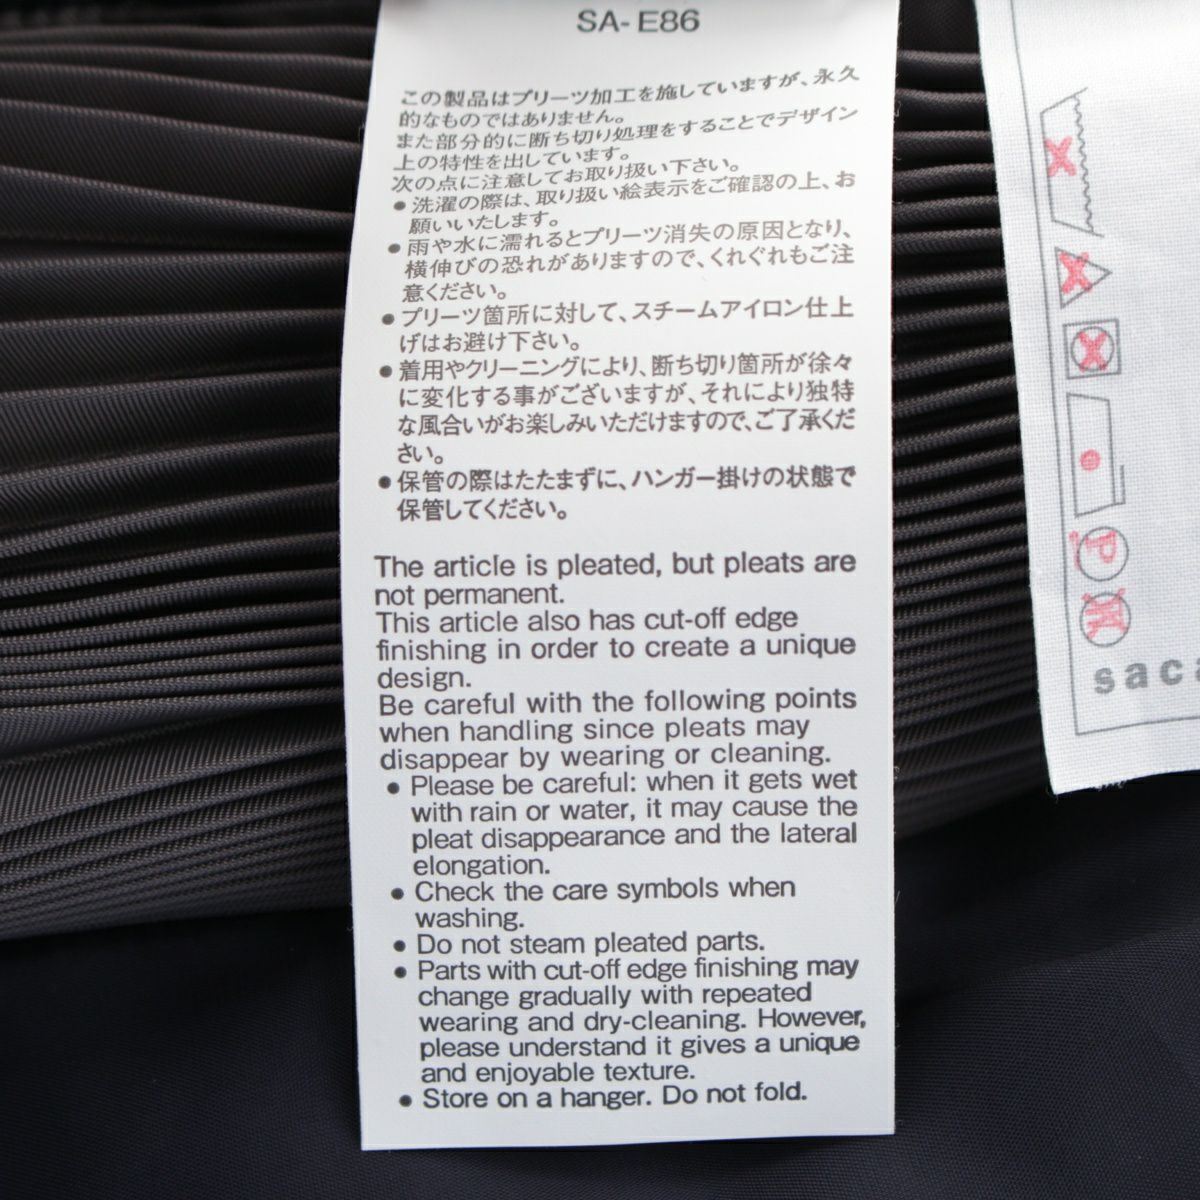 SA- E86
この製品はプリーツ加工を施していますが、永久
的なものではありません。
また部分的に断ち切り処理をすることでデザイン
上の特性を出しています。
次の点に注意してお取り扱い下さい。
●洗濯の際は、取り扱い絵表示をご確認の上、お
願いいたします。
●雨や水に濡れるとプリーツ消失の原因となり、
横伸びの恐れがありますので、くれぐれもご注
意ください。
●プリーツ箇所に対して、スチームアイロン仕上
げはお避け下さい。
●着用やクリーニングにより、断ち切り箇所が徐々
に変化する事がございますが、それにより独特
な風合いがお楽しみいただけますので、ご了承くだ
さい。
●保管の際はたたまずに、ハンガー掛けの状態で
保管してください。
The article is pleated, but pleats are
not permanent.
This article also has cut-off edge
finishing in order to create a unique
design.
Be careful with the following points
when handling since pleats may
disappear by wearing or cleaning.
● Please be careful: when it gets wet
with rain or water, it may cause the
pleat disappearance and the lateral
elongation.
● Check the care symbols when
washing.
● Do not steam pleated parts.
● Parts with cut-off edge finishing may
change gradually with repeated
wearing and dry-cleaning. However,
please understand it gives a unique
and enjoyable texture.
● Store on a hanger. Do not fold.
P
saca